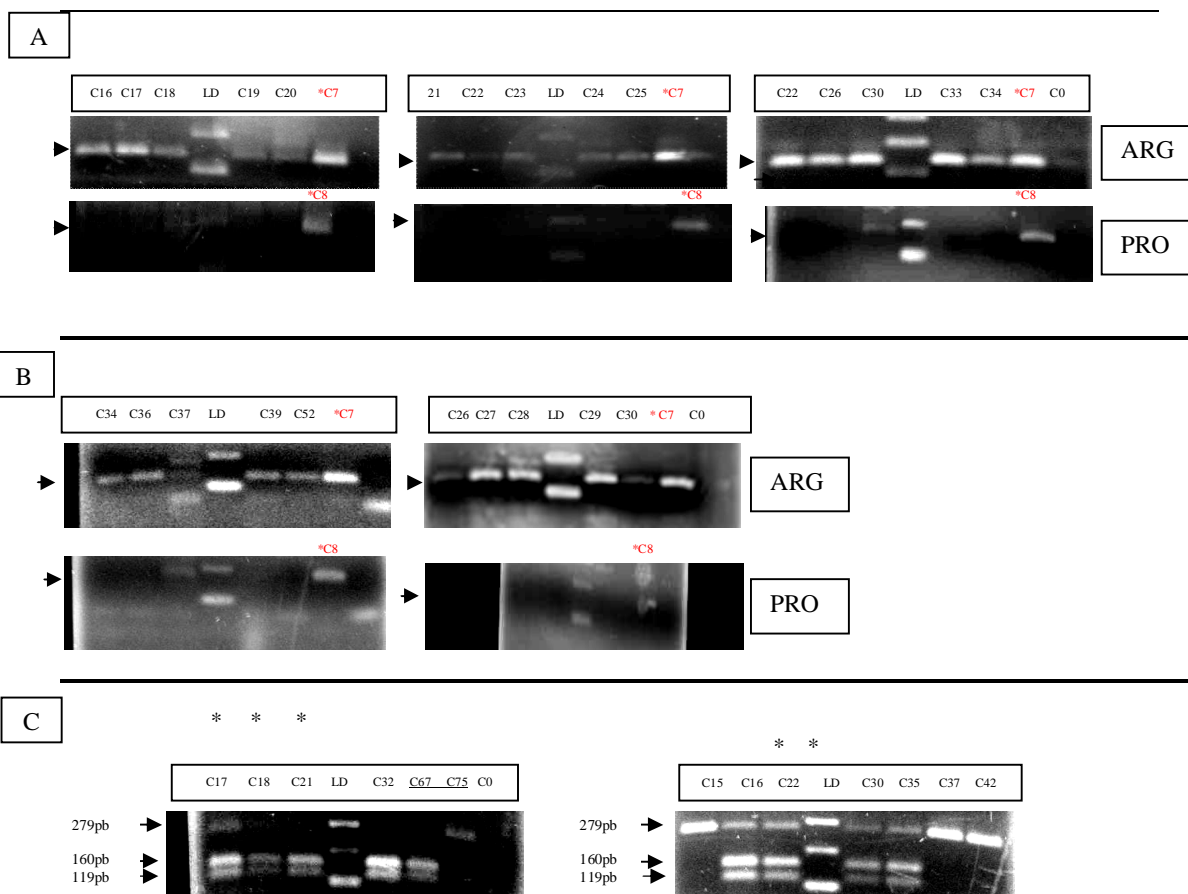 A
C16 C17 C18 LD C19 C20 *C7
21 C22 C23 LD C24 C25 *C7
C22 C26 C30 LD C33 C34 *C7 C0
ARG
*C8
*C8
*C8
PRO
B
C34 C36 C37 LD C39 C52 *C7
C26 C27 C28 LD C29 C30 * C7 C0
ARG
*C8
*C8
PRO
C
* * *
* *
C17 C18 C21 LD C32 C67 C75 C0
C15 C16 C22 LD C30 C35 C37 C42
279pb
160pb
119pb
279pb
160pb
119pb